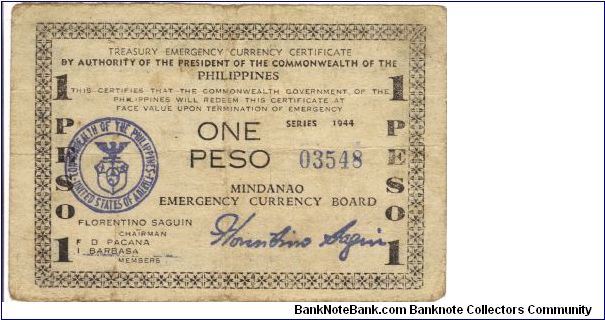 TREASURY EMERGENCY CURRENCY CERTIFICATE
BY AUTHORITY OF THE PRESIDENT OF THE COMMONWEALTH OF THE
PHILIPPINES
THIS CERTIFIES THAT THE COMMONWEALTH GOVERNMENT OF THE
PHILIPPINES WILL REDEEM THIS CERTIFICATE AT
FACE VALUE UPON TERMINATION OF EMERGENCY
1 PESO 1
1 PESO 1
SERIES 1944
ONE
PESO 03548
COMMONWEALTH OF THE PHILIPPINES
UNITED STATES OF AMERICA
MINDANAO
EMERGENCY CURRENCY BOARD
FLORENTINO SAGUIN
CHAIRMAN
F D PACANA
I BARBASA
MEMBERS
Florentino Saguin
BankNoteBank.com Banknote Collectors Community